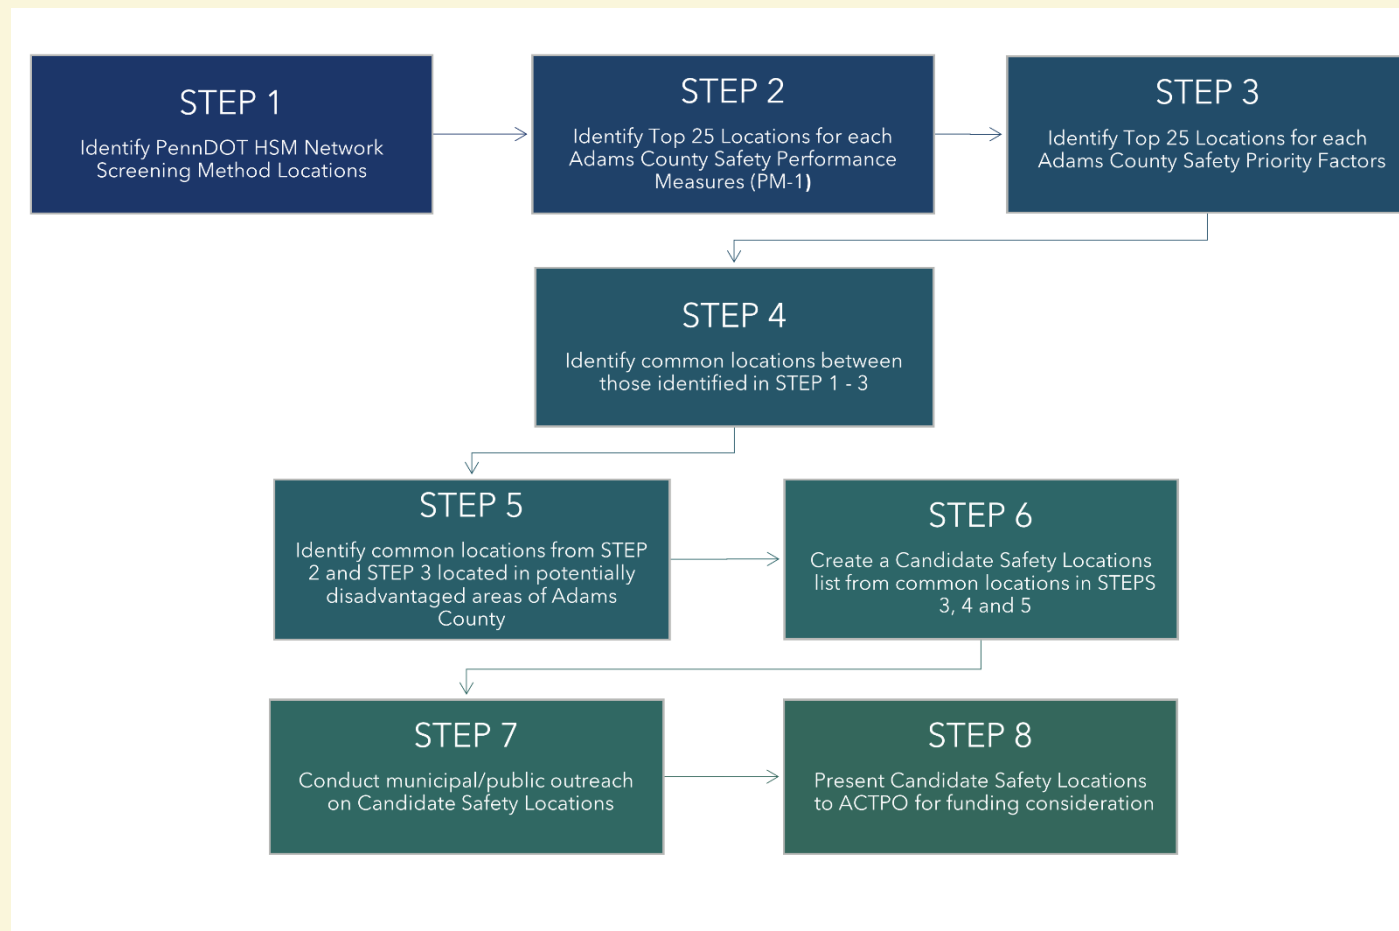 STEP 1
Identify PennDOT HSM Network
Screening Method Locations
STEP 2
Identify Top 25 Locations for each
Adams County Safety Performance
Measures (PM-1)
STEP 3
Identify Top 25 Locations for each
Adams County Safety Priority Factors
STEP 4
Identify common locations between
those identified in STEP 1 - 3
STEP 5
Identify common locations from STEP
2 and STEP 3 located in potentially
disadvantaged areas of Adams
County
STEP 6
Create a Candidate Safety Locations
list from common locations in STEPS
3, 4 and 5
STEP 7
Conduct municipal/public outreach
on Candidate Safety Locations
STEP 8
Present Candidate Safety Locations
to ACTPO for funding consideration